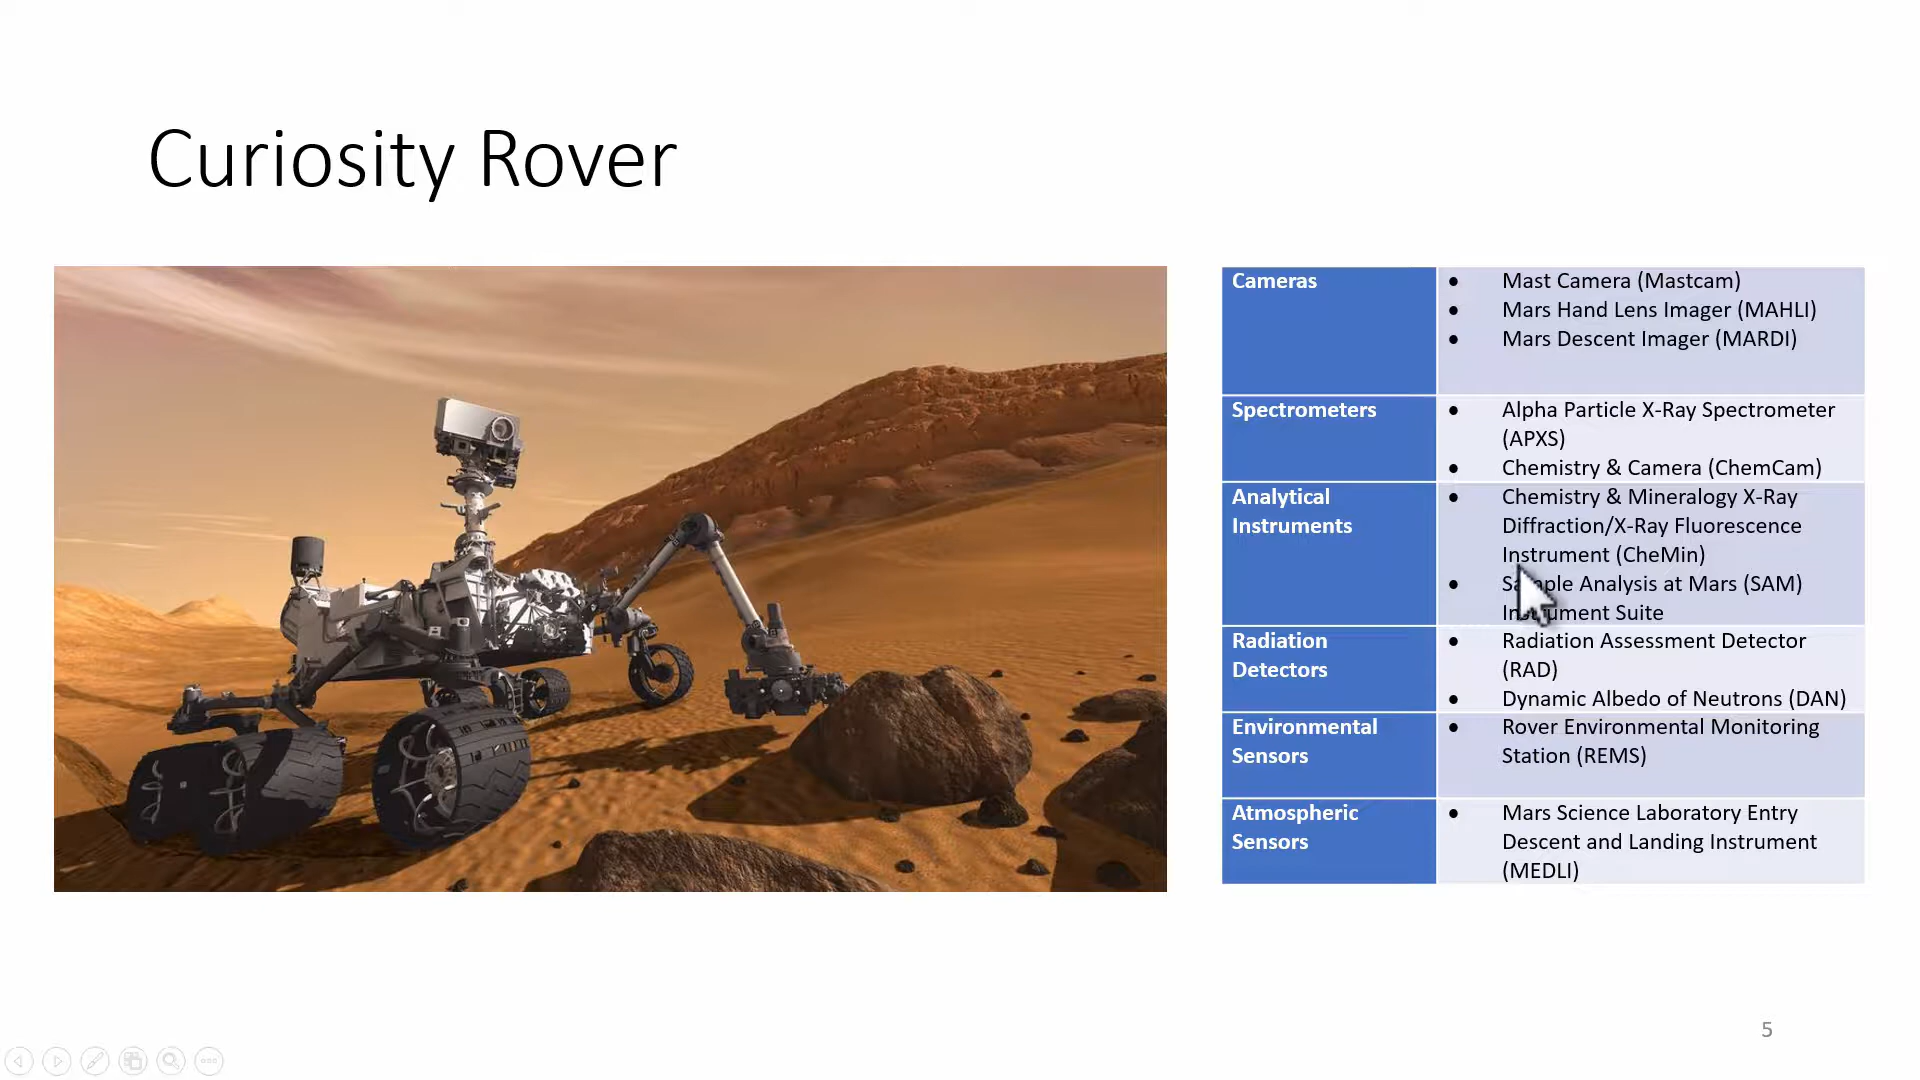 Curiosity Rover
Cameras
• Mast Camera (Mastcam)
• Mars Hand Lens Imager (MAHLI)
• Mars Descent Imager (MARDI)
Spectrometers
• Alpha Particle X-Ray Spectrometer
(APXS)
• Chemistry & Camera (ChemCam)
Analytical
Instruments
• Chemistry & Mineralogy X-Ray
Diffraction/X-Ray Fluorescence
Instrument (CheMin)
• Sample Analysis at Mars (SAM)
Instrument Suite
Radiation
Detectors
• Radiation Assessment Detector
(RAD)
• Dynamic Albedo of Neutrons (DAN)
Environmental
Sensors
• Rover Environmental Monitoring
Station (REMS)
Atmospheric
Sensors
• Mars Science Laboratory Entry
Descent and Landing Instrument
(MEDLI)
5